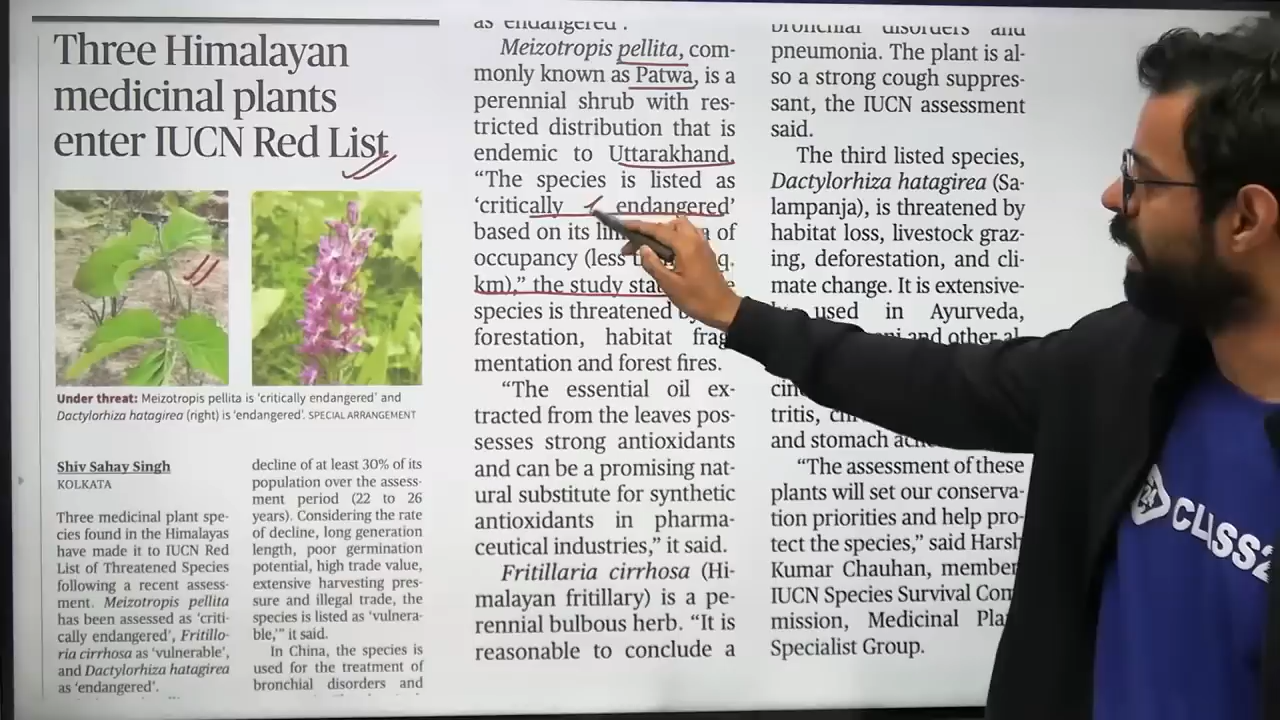 Three Himalayan
medicinal plants
enter IUCN Red List
Under threat: Meizotropis pellita is 'critically endangered' and
Dactylorhiza hatagirea (right) is 'endangered'. SPECIAL ARRANGEMENT
Shiv Sahay Singh
KOLKATA
Three medicinal plant spe-
cies found in the Himalayas
have made it to IUCN Red
List of Threatened Species
following a recent assess-
ment. Meizotropis pellita
has been assessed as 'criti-
cally endangered', Fritillo-
ria cirrhosa as 'vulnerable',
and Dactylorhiza hatagirea
as 'endangered'.
decline of at least 30% of its
population over the assess-
ment period (22 to 26
years). Considering the rate
of decline, long generation
length, poor germination
potential, high trade value,
extensive harvesting pres-
sure and illegal trade, the
species is listed as 'vulnera-
ble,'" it said.
In China, the species is
used for the treatment of
bronchial disorders and
as 'endangered'.
Meizotropis pellita, com-
monly known as Patwa, is a
perennial shrub with res-
tricted distribution that is
endemic to Uttarakhand.
"The species is listed as
'critically endangered'
based on its of
occupancy (less q.
km)," the study
species is threatened
forestation, habitat frag-
mentation and forest fires.
"The essential oil ex-
tracted from the leaves pos-
sesses strong antioxidants
and can be a promising nat-
ural substitute for synthetic
antioxidants in pharma-
ceutical industries," it said.
Fritillaria cirrhosa (Hi-
malayan fritillary) is a pe-
rennial bulbous herb. "It is
reasonable to conclude a
bronchial disorders and
pneumonia. The plant is al-
so a strong cough suppres-
sant, the IUCN assessment
said.
The third listed species,
Dactylorhiza hatagirea (Sa-
lampanja), is threatened by
habitat loss, livestock graz-
ing, deforestation, and cli-
mate change. It is extensive-
used in Ayurveda,
and other al-
tritis,
and stomach
"The assessment of these
plants will set our conserva-
tion priorities and help pro-
tect the species," said Harsh
Kumar Chauhan, member
IUCN Species Survival Com
mission, Medicinal Plan
Specialist Group.
24
CLASS2